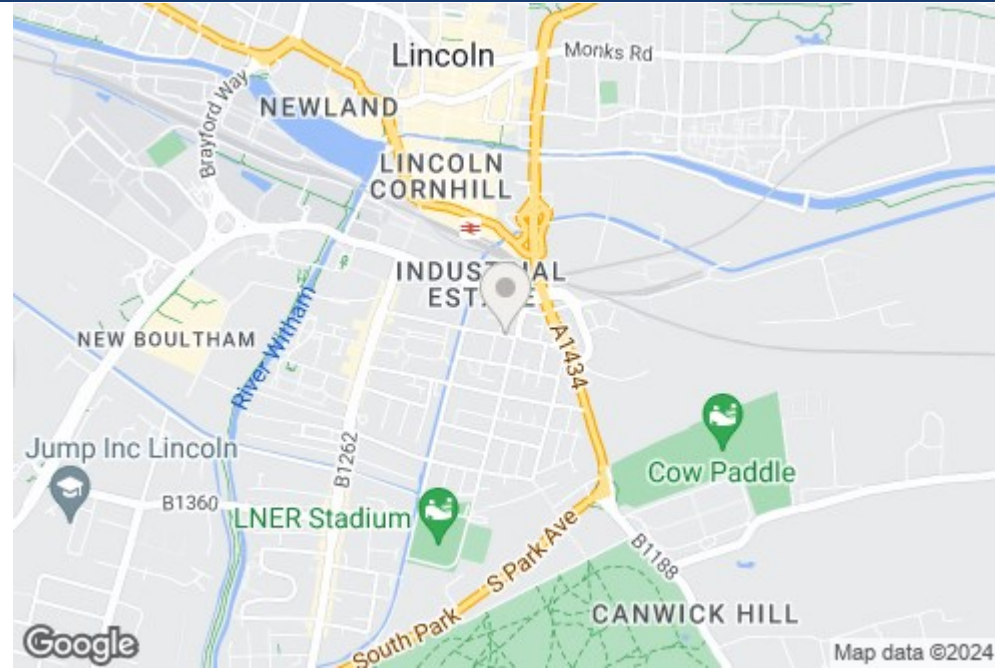 Lincoln
Monks Rd
NEWLAND
Brayford Way
LINCOLN
CORNHILL
INDUSTRIAL
NEW BOULTHAM
River Witham
A1434
Jump Inc Lincoln
B1262
Cow Paddle
B1360
LNER Stadium
S Park Ave
B1188
CANWICK HILL
South Park
Google
Map data ©2024